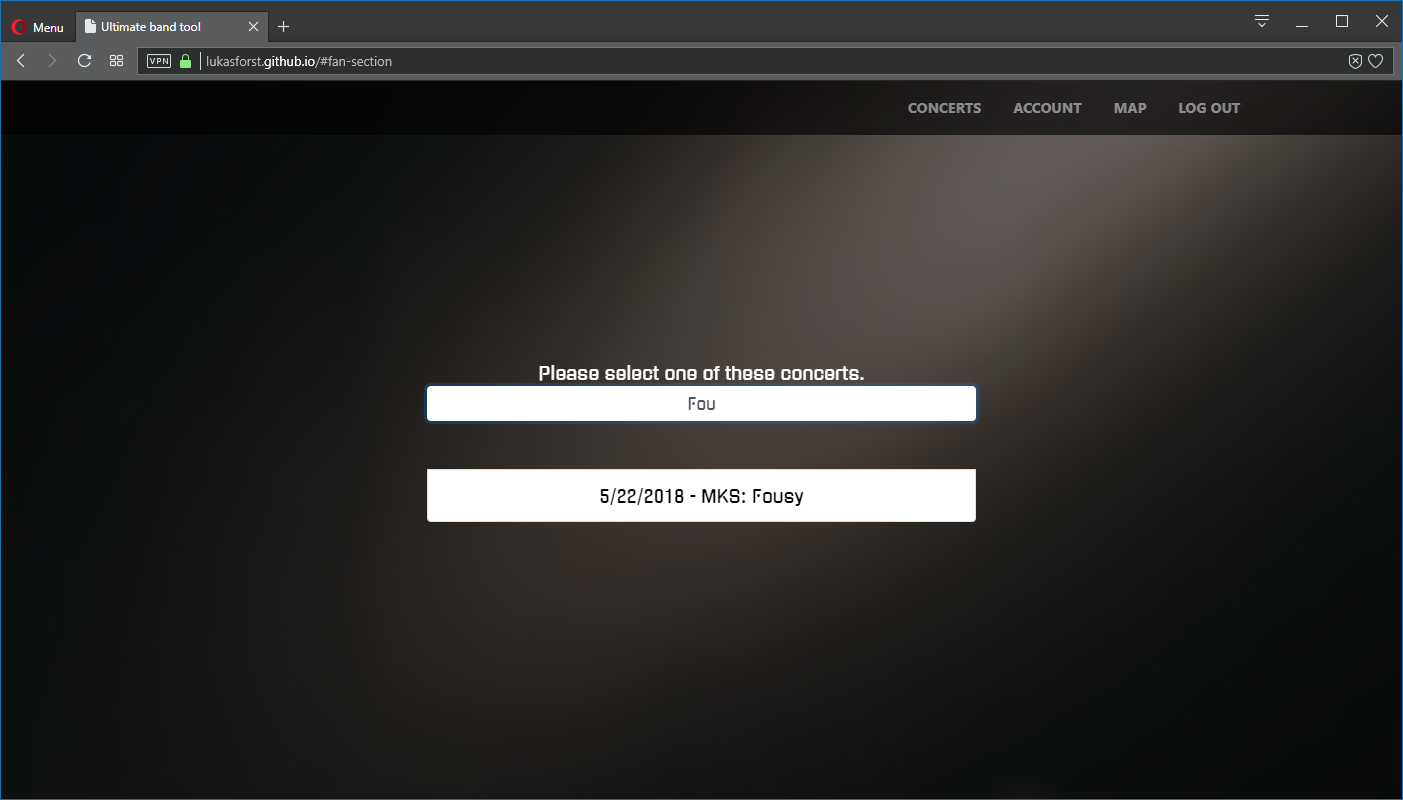 Menu
Ultimate band tool
VPN
lukasforst.github.io/#fan-section
CONCERTS ACCOUNT MAP LOG OUT
Please select one of these concerts.
Fou
5/22/2018 - MKS: Fousy